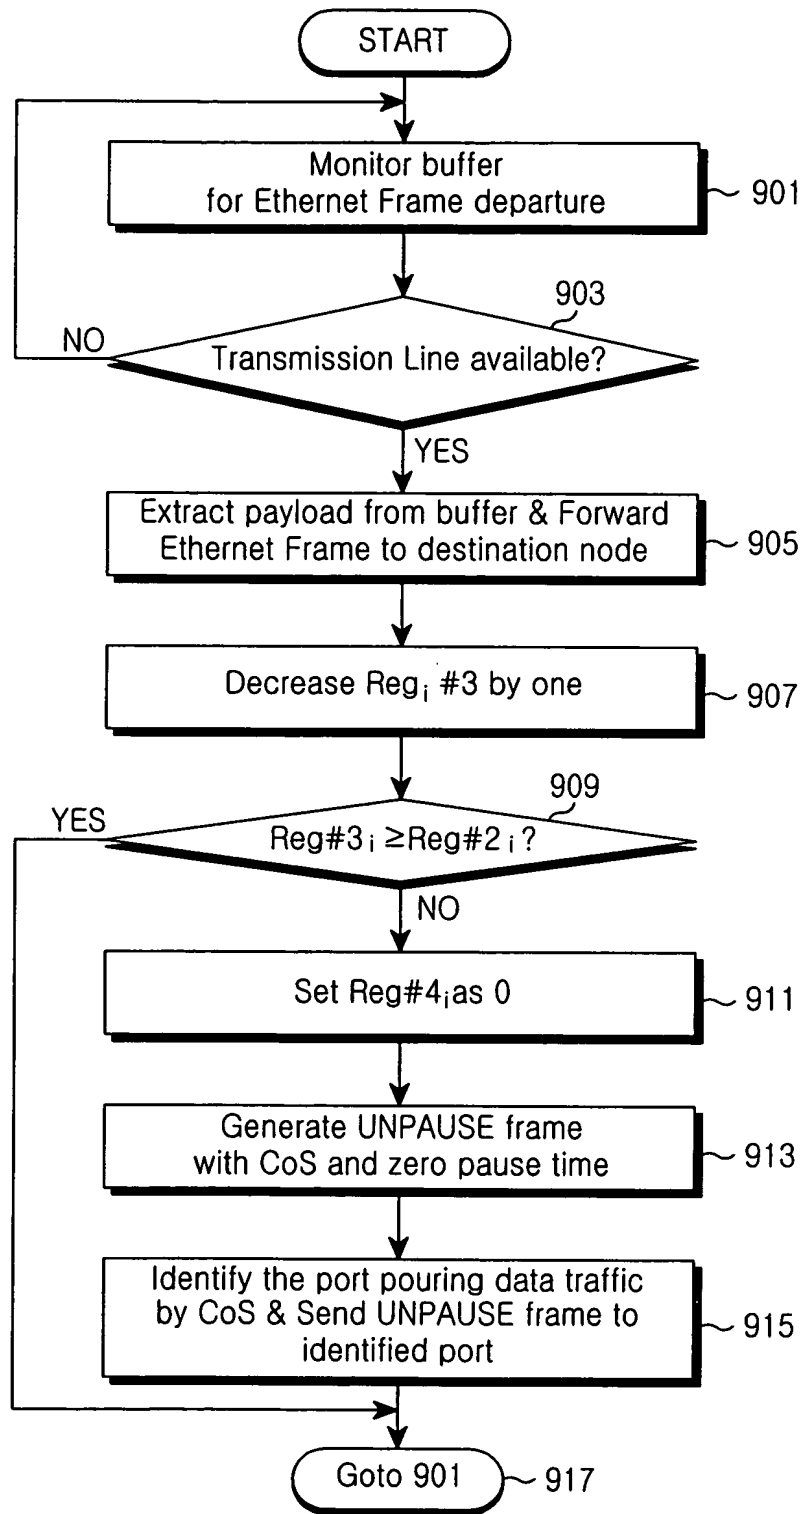 START
Monitor buffer
for Ethernet Frame departure
901
903
NO
Transmission Line available?
YES
Extract payload from buffer & Forward
Ethernet Frame to destination node
905
Decrease Regᵢ #3 by one
907
909
YES
Reg#3ᵢ ≥Reg#2ᵢ?
NO
Set Reg#4ᵢas 0
911
Generate UNPAUSE frame
with CoS and zero pause time
913
Identify the port pouring data traffic
by CoS & Send UNPAUSE frame to
identified port
915
Goto 901
917